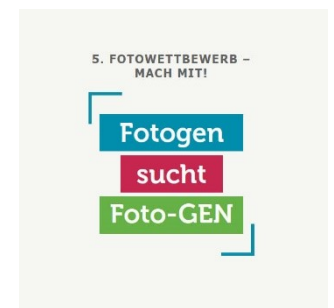 5. FOTOWETTBEWERB –
MACH MIT!
Fotogen
sucht
Foto-GEN